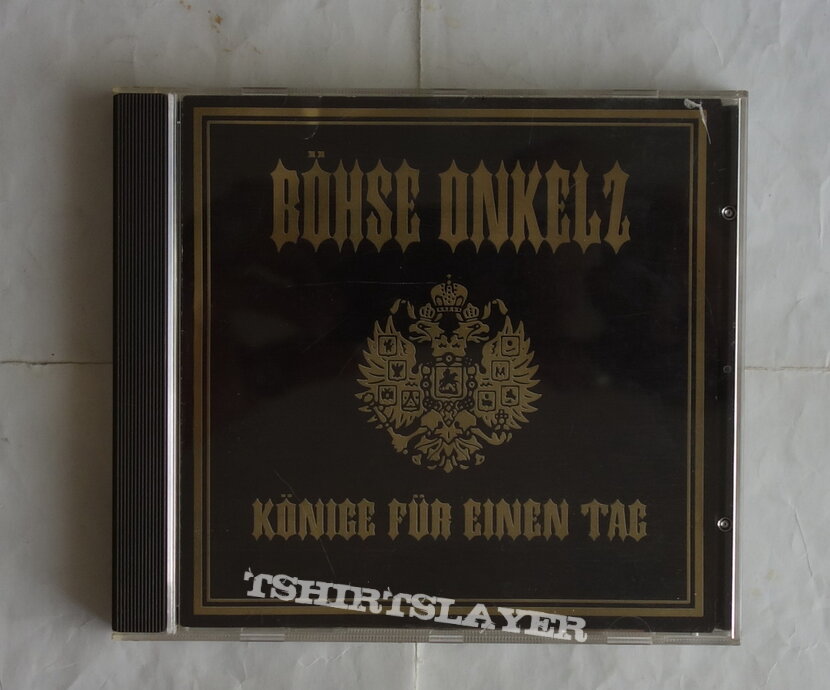 BÖHSE ONKELZ
KÖNIGE FÜR EINEN TAG
TSHIRTSLAYER